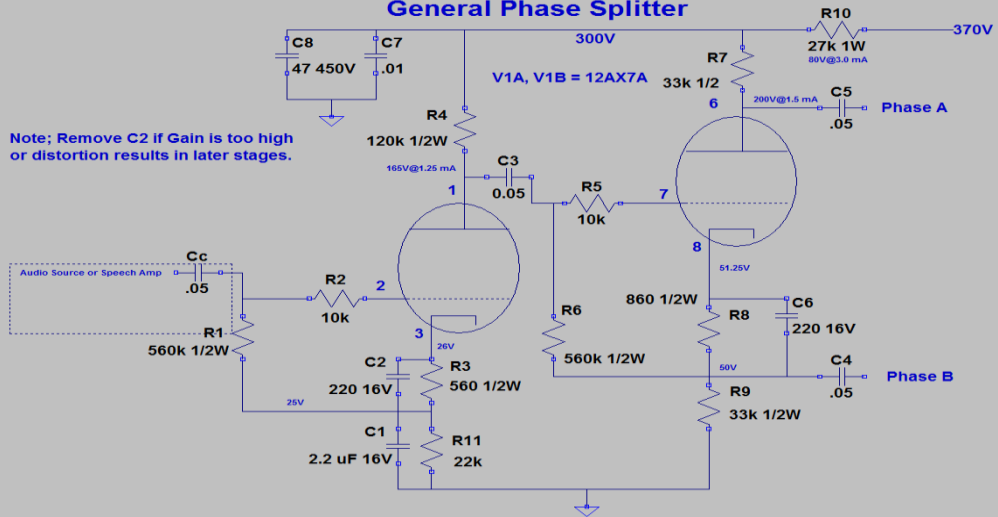 General Phase Splitter
R10
370V
27k 1W
80V@3.0 mA
300V
C8
C7
47 450V
.01
R7
33k 1/2
V1A, V1B = 12AX7A
6
200V@1.5 mA
C5
.05
Phase A
Note; Remove C2 if Gain is too high
or distortion results in later stages.
R4
120k 1/2W
165V@1.25 mA
C3
0.05
1
R5
10k
7
8
51.25V
Cc
Audio Source or Speech Amp
.05
R2
10k
2
3
26V
R1
560k 1/2W
R6
560k 1/2W
860 1/2W
R8
C6
220 16V
C2
220 16V
R3
560 1/2W
50V
C4
.05
Phase B
R9
33k 1/2W
25V
C1
2.2 uF 16V
R11
22k